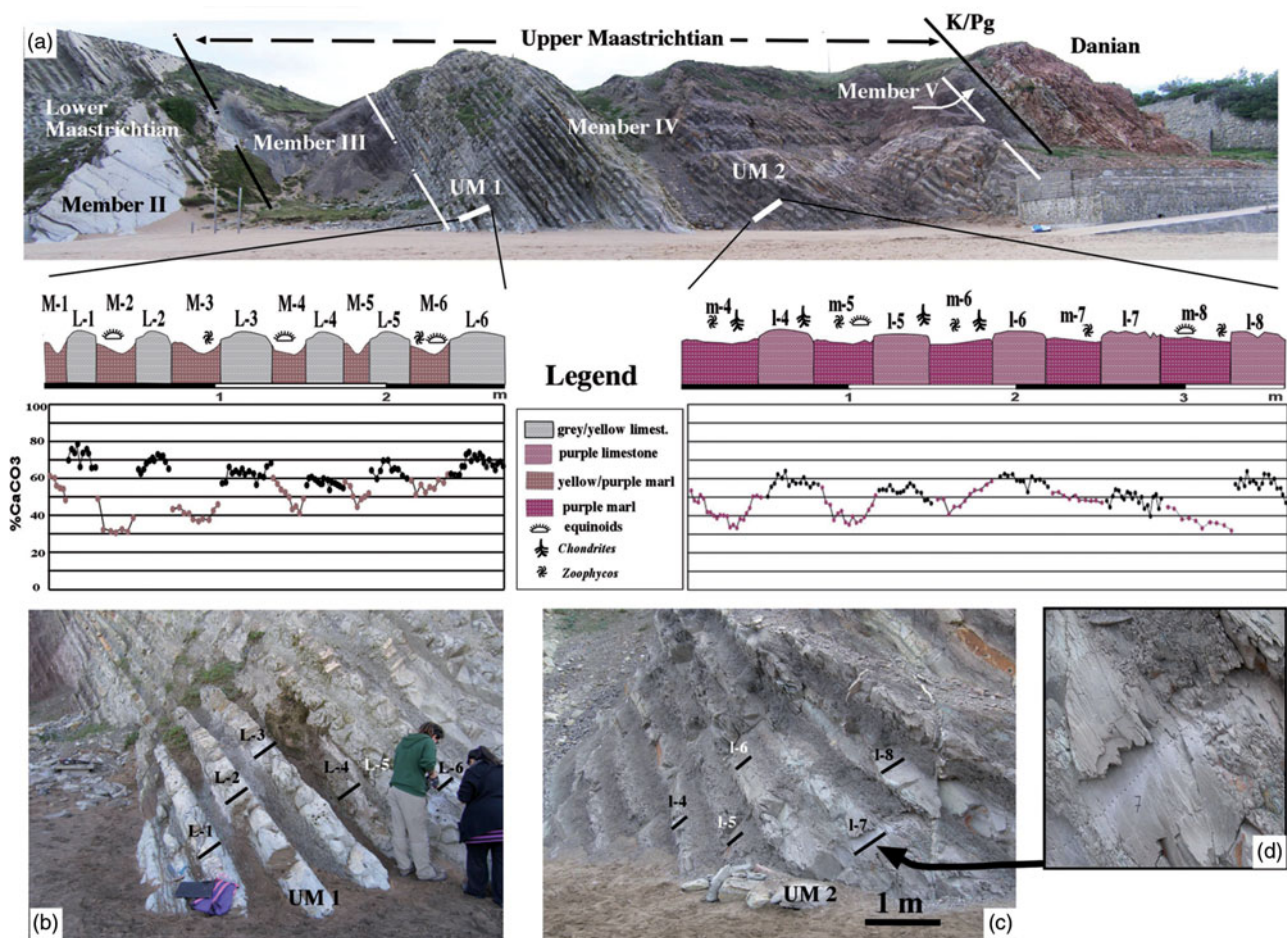 (a)
Upper Maastrichtian
K/Pg
Danian
Lower
Maastrichtian
Member II
Member III
Member IV
Member V
UM 1
UM 2
M-1 L-1 M-2 L-2 M-3 L-3 M-4 L-4 M-5 L-5 M-6 L-6
1 2 m
m-4 l-4 m-5 l-5 m-6 l-6 m-7 l-7 m-8 l-8
1 2 3 m
%CaCO3
100
80
60
40
20
0
Legend
grey/yellow limest.
purple limestone
yellow/purple marl
purple marl
equinoids
Chondrites
Zoophycos
L-1
L-2
L-3
L-4
L-5
L-6
UM 1
(b)
l-4
l-5
l-6
l-7
l-8
UM 2
1 m
(c)
7
(d)